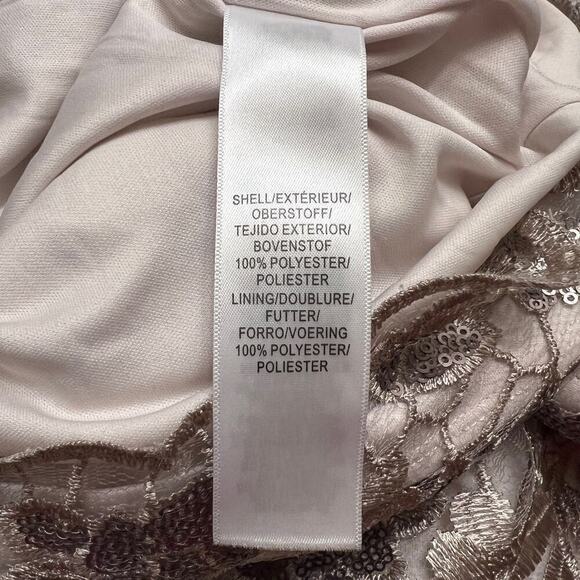 SHELL/EXTÉRIEUR/
OBERSTOFF/
TEJIDO EXTERIOR/
BOVENSTOF
100% POLYESTER/
POLIESTER
LINING/DOUBLURE/
FUTTER/
FORRO/VOERING
100% POLYESTER/
POLIESTER